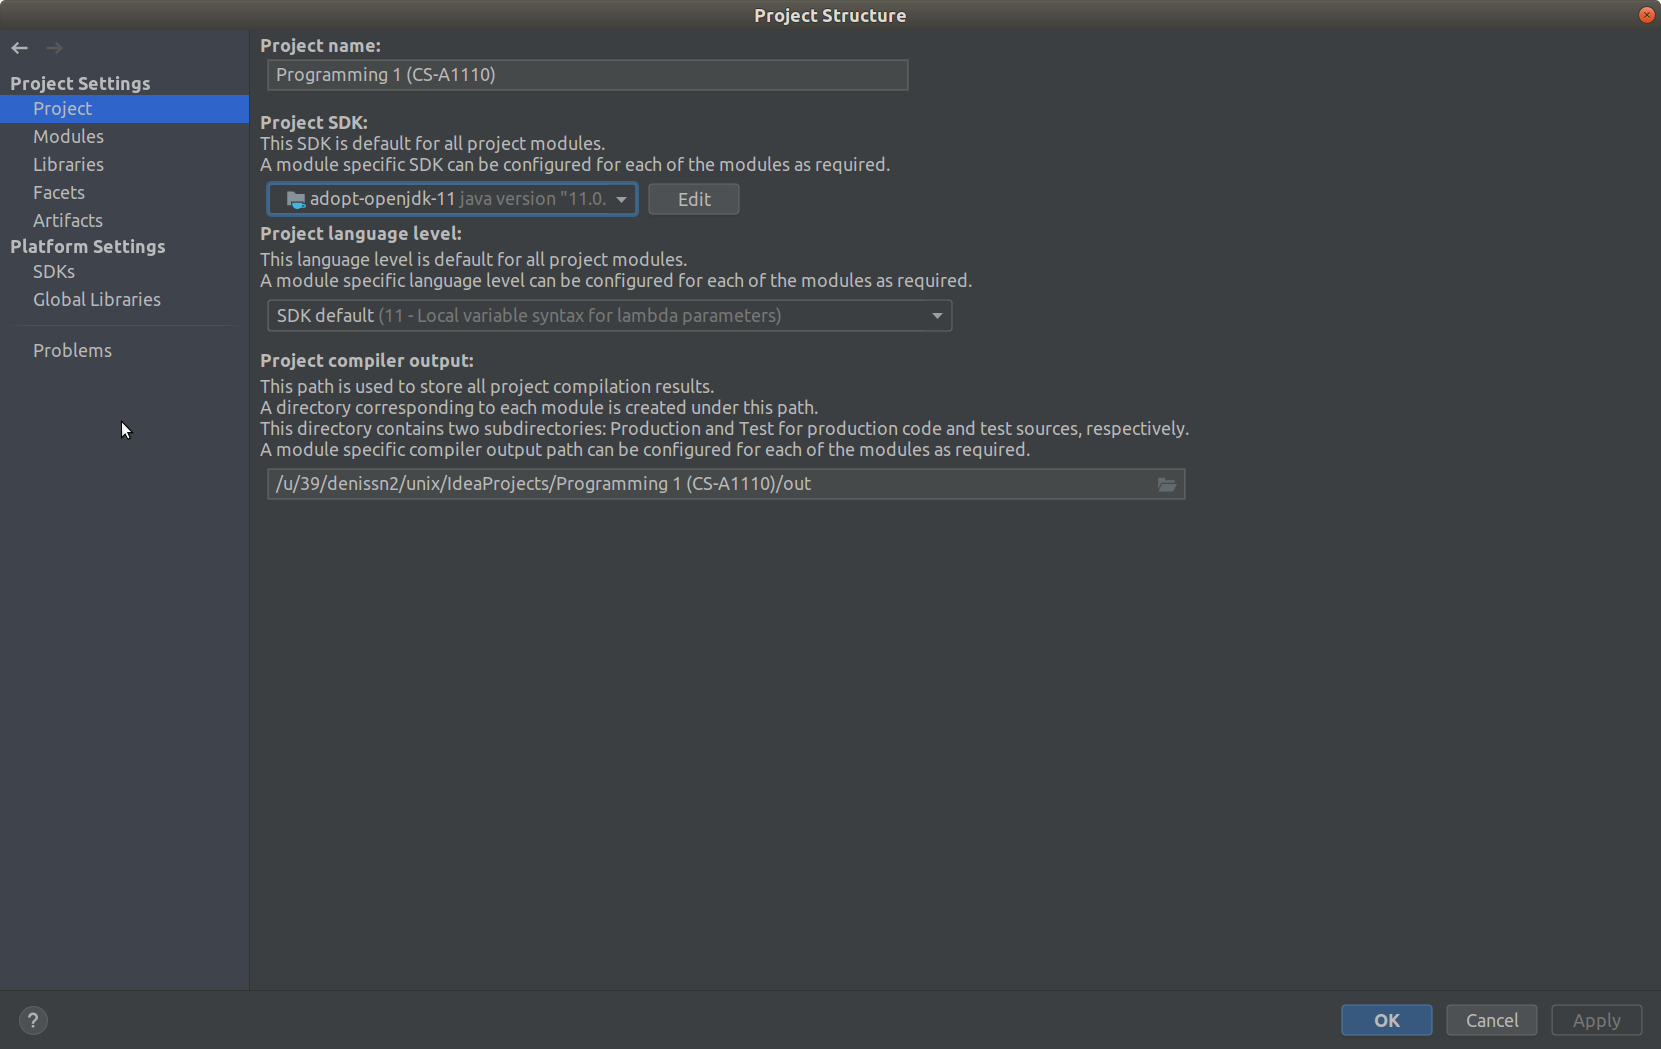 Project Structure
Project Settings
Project
Modules
Libraries
Facets
Artifacts
Platform Settings
SDKs
Global Libraries
Problems
Project name:
Programming 1 (CS-A1110)
Project SDK:
This SDK is default for all project modules.
A module specific SDK can be configured for each of the modules as required.
adopt-openjdk-11 java version "11.0.
Edit
Project language level:
This language level is default for all project modules.
A module specific language level can be configured for each of the modules as required.
SDK default (11 - Local variable syntax for lambda parameters)
Project compiler output:
This path is used to store all project compilation results.
A directory corresponding to each module is created under this path.
This directory contains two subdirectories: Production and Test for production code and test sources, respectively.
A module specific compiler output path can be configured for each of the modules as required.
/u/39/denissn2/unix/IdeaProjects/Programming 1 (CS-A1110)/out
?
OK
Cancel
Apply